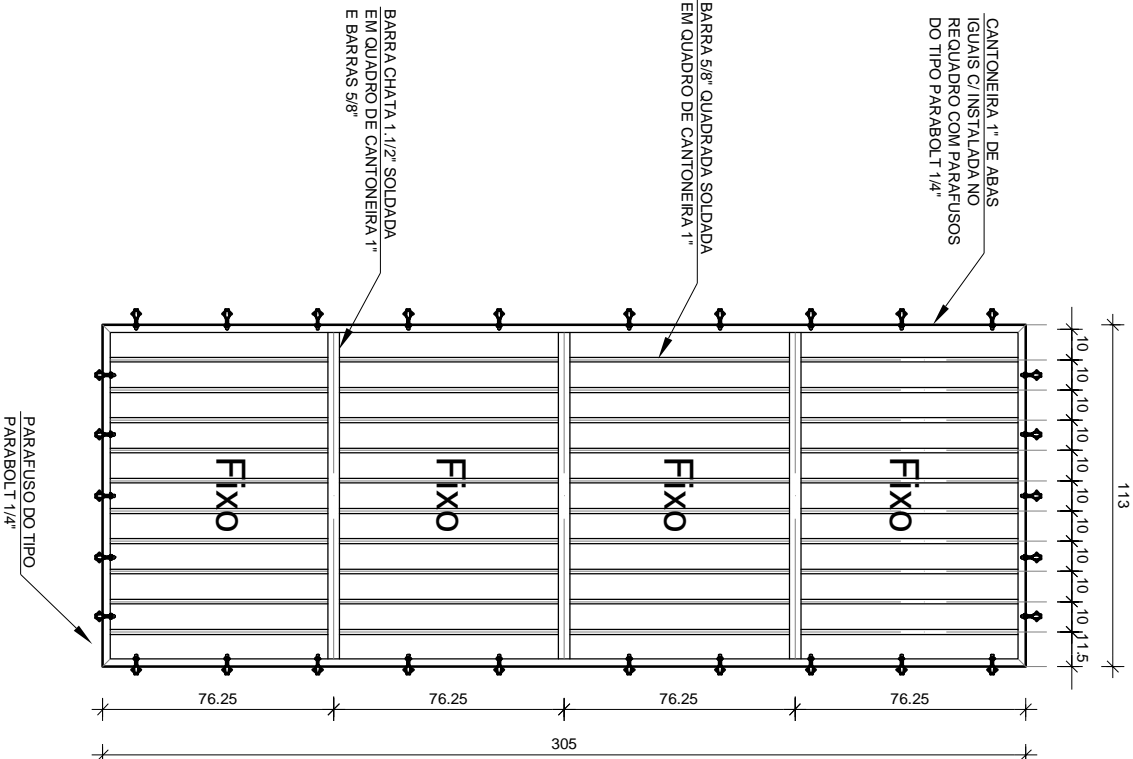 CANTONEIRA 1" DE ABAS
IGUAIS C/ INSTALADA NO
REQUADRO COM PARAFUSOS
DO TIPO PARABOLT 1/4"
BARRA 5/8" QUADRADA SOLDADA
EM QUADRO DE CANTONEIRA 1"
BARRA CHATA 1.1/2" SOLDADA
EM QUADRO DE CANTONEIRA 1"
E BARRAS 5/8"
PARAFUSO DO TIPO
PARABOLT 1/4"
113
10
10
10
10
10
10
10
10
10
10
11.5
Fixo
Fixo
Fixo
Fixo
76.25
76.25
76.25
76.25
305